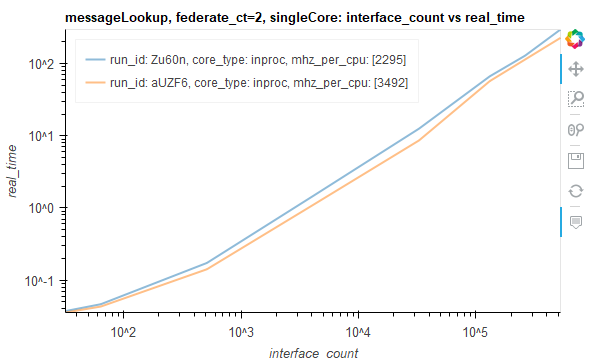 messageLookup, federate_ct=2, singleCore: interface_count vs real_time
run_id: Zu60n, core_type: inproc, mhz_per_cpu: [2295]
run_id: aUZF6, core_type: inproc, mhz_per_cpu: [3492]
10^2
10^1
10^0
10^-1
real_time
10^2 10^3 10^4 10^5
interface_count